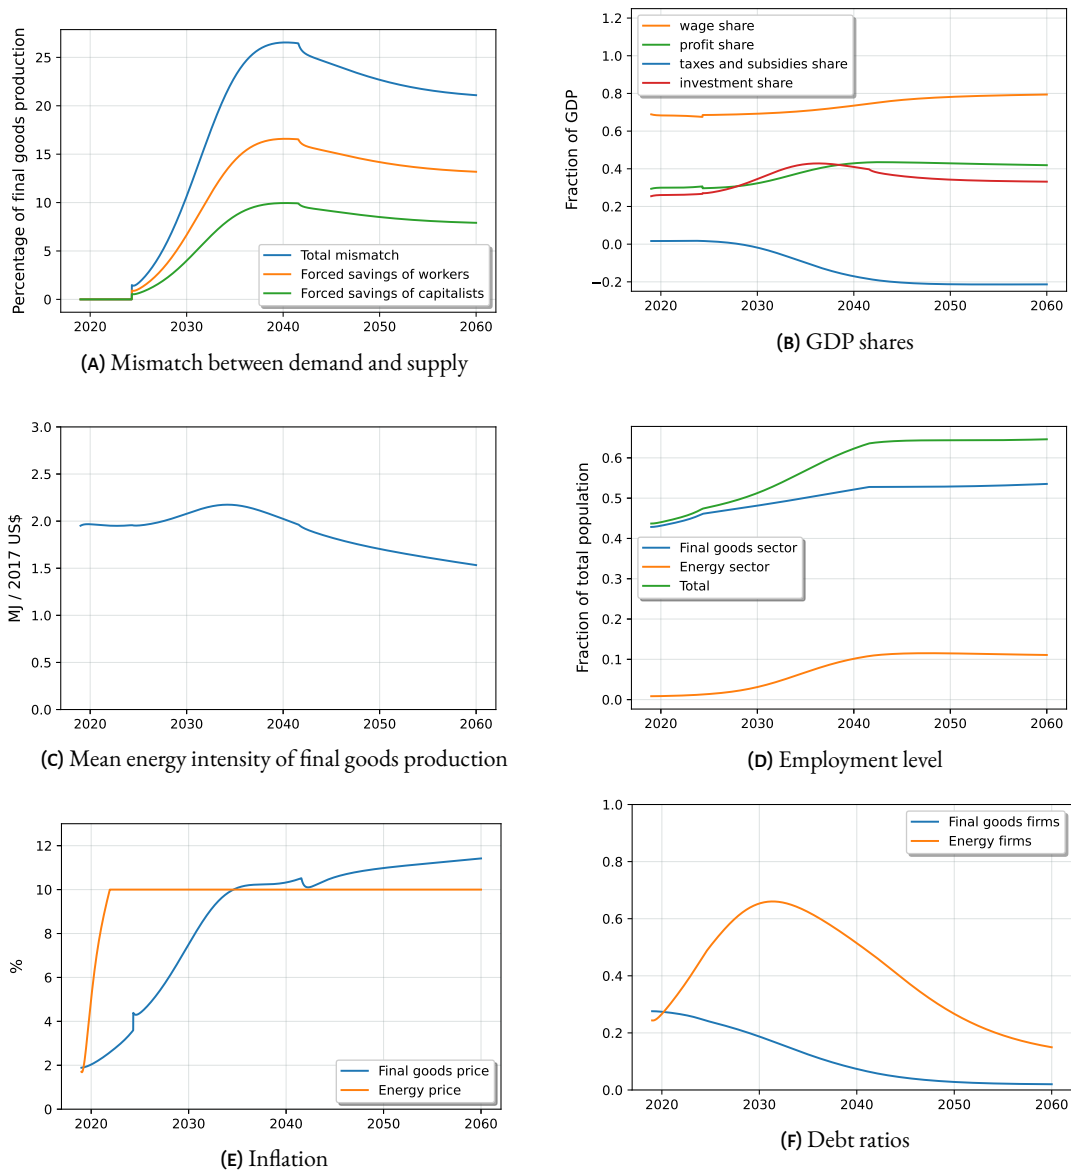 Percentage of final goods production
25
20
15
10
5
0
2020 2030 2040 2050 2060
Total mismatch
Forced savings of workers
Forced savings of capitalists
(A) Mismatch between demand and supply
Fraction of GDP
1.2
1.0
0.8
0.6
0.4
0.2
0.0
−0.2
2020 2030 2040 2050 2060
wage share
profit share
taxes and subsidies share
investment share
(B) GDP shares
MJ / 2017 US$
3.0
2.5
2.0
1.5
1.0
0.5
0.0
2020 2030 2040 2050 2060
(C) Mean energy intensity of final goods production
Fraction of total population
0.6
0.5
0.4
0.3
0.2
0.1
0.0
2020 2030 2040 2050 2060
Final goods sector
Energy sector
Total
(D) Employment level
%
12
10
8
6
4
2
0
2020 2030 2040 2050 2060
Final goods price
Energy price
(E) Inflation
1.0
0.8
0.6
0.4
0.2
0.0
2020 2030 2040 2050 2060
Final goods firms
Energy firms
(F) Debt ratios